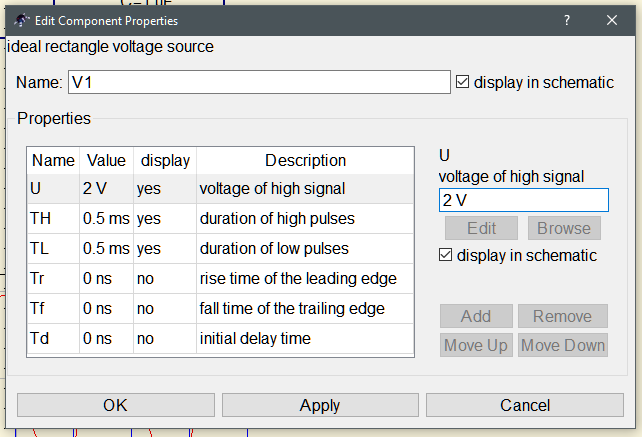 Edit Component Properties
ideal rectangle voltage source
Name: V1 display in schematic
Properties
Name Value display Description
U 2 V yes voltage of high signal
TH 0.5 ms yes duration of high pulses
TL 0.5 ms yes duration of low pulses
Tr 0 ns no rise time of the leading edge
Tf 0 ns no fall time of the trailing edge
Td 0 ns no initial delay time
U
voltage of high signal
2 V
Edit Browse
display in schematic
Add Remove
Move Up Move Down
OK Apply Cancel